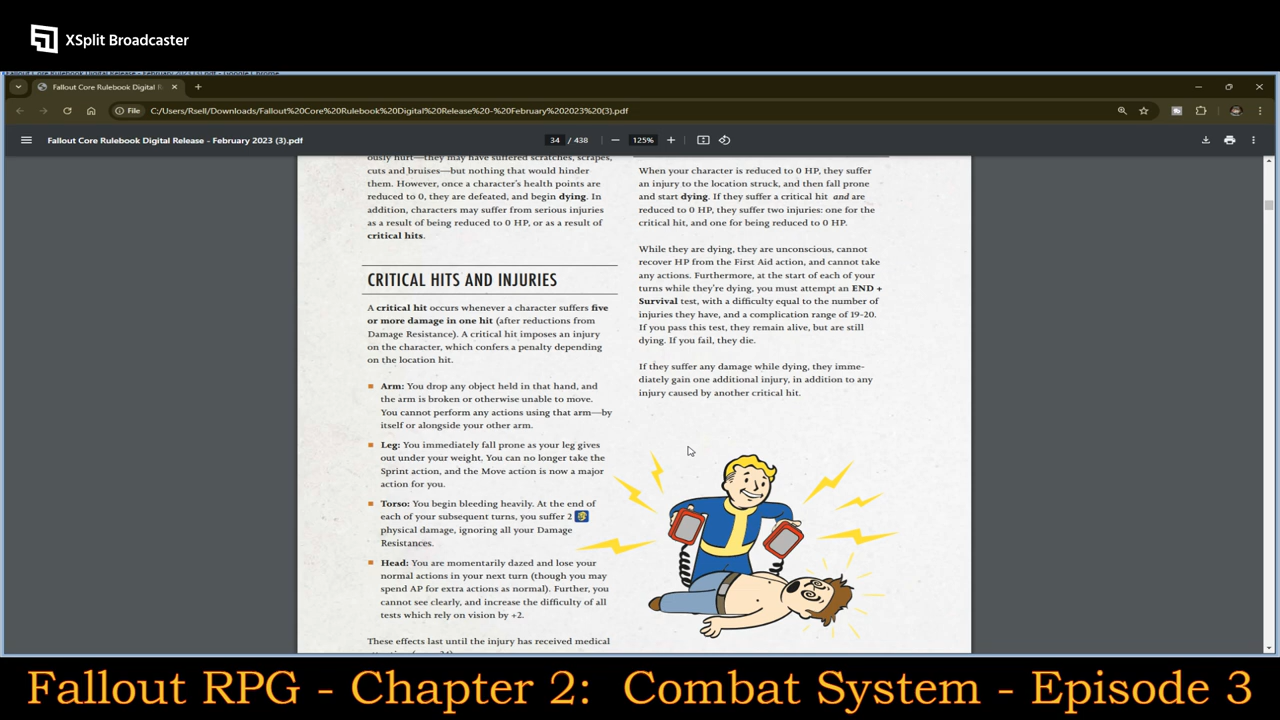 XSplit Broadcaster
Fallout Core Rulebook Digital R
File
C:/Users/Rsell/Downloads/Fallout%20Core%20Rulebook%20Digital%20Release%20-%20February%202023%20(3).pdf
Fallout Core Rulebook Digital Release - February 2023 (3).pdf
34 / 438
125%
ously hurt—they may have suffered scratches, scrapes,
cuts and bruises—but nothing that would hinder
them. However, once a character's health points are
reduced to 0, they are defeated, and begin dying. In
addition, characters may suffer from serious injuries
as a result of being reduced to 0 HP, or as a result of
critical hits.
CRITICAL HITS AND INJURIES
A critical hit occurs whenever a character suffers five
or more damage in one hit (after reductions from
Damage Resistance). A critical hit imposes an injury
on the character, which confers a penalty depending
on the location hit.
Arm: You drop any object held in that hand, and
the arm is broken or otherwise unable to move.
You cannot perform any actions using that arm—by
itself or alongside your other arm.
Leg: You immediately fall prone as your leg gives
out under your weight. You can no longer take the
Sprint action, and the Move action is now a major
action for you.
Torso: You begin bleeding heavily. At the end of
each of your subsequent turns, you suffer 2
physical damage, ignoring all your Damage
Resistances.
Head: You are momentarily dazed and lose your
normal actions in your next turn (though you may
spend AP for extra actions as normal). Further, you
cannot see clearly, and increase the difficulty of all
tests which rely on vision by +2.
These effects last until the injury has received medical
When your character is reduced to 0 HP, they suffer
an injury to the location struck, and then fall prone
and start dying. If they suffer a critical hit and are
reduced to 0 HP, they suffer two injuries: one for the
critical hit, and one for being reduced to 0 HP.
While they are dying, they are unconscious, cannot
recover HP from the First Aid action, and cannot take
any actions. Furthermore, at the start of each of your
turns while they're dying, you must attempt an END +
Survival test, with a difficulty equal to the number of
injuries they have, and a complication range of 19-20.
If you pass this test, they remain alive, but are still
dying. If you fail, they die.
If they suffer any damage while dying, they imme-
diately gain one additional injury, in addition to any
injury caused by another critical hit.
Fallout RPG - Chapter 2: Combat System - Episode 3